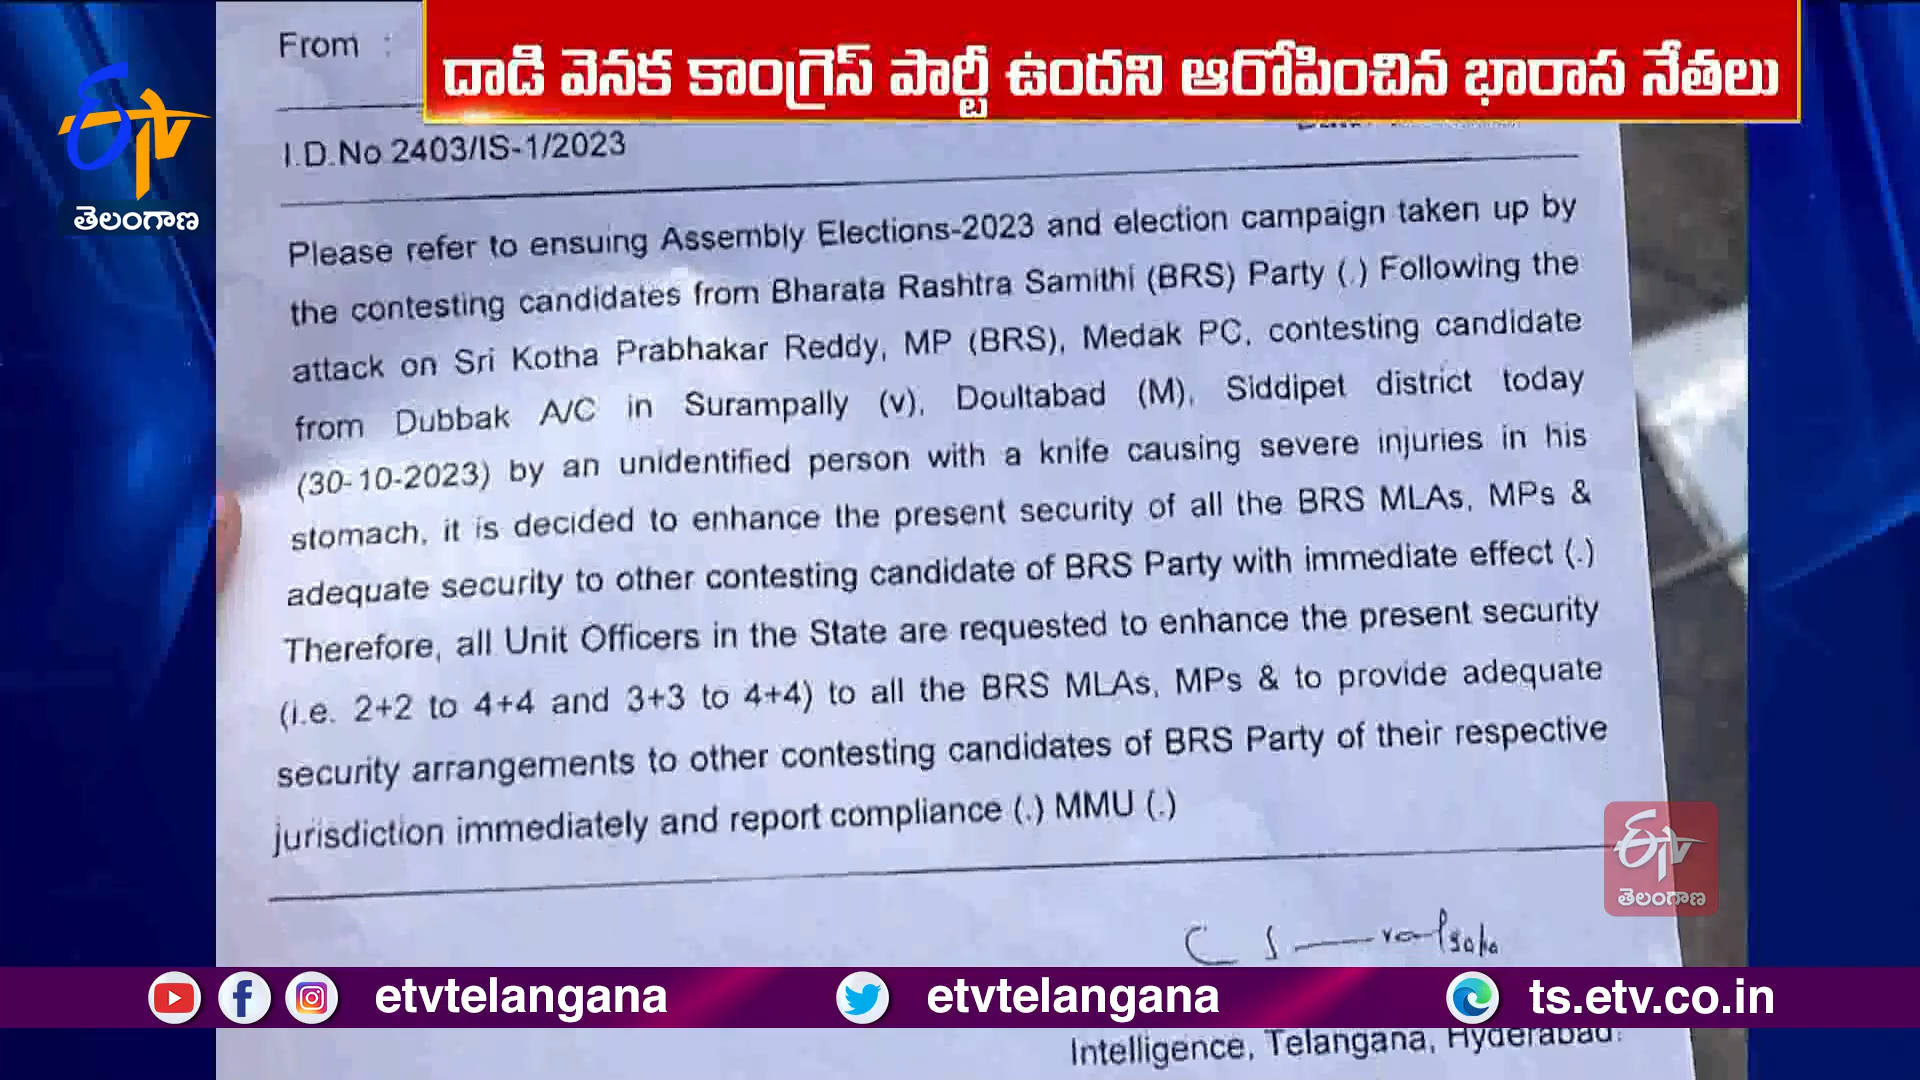 From :
దాడి వెనక కాంగ్రెస్ పార్టీ ఉందని ఆరోపించిన భారాస నేతలు
ETV
తెలంగాణ
I.D.No.2403/IS-1/2023
Please refer to ensuing Assembly Elections-2023 and election campaign taken up by
the contesting candidates from Bharata Rashtra Samithi (BRS) Party (.) Following the
attack on Sri Kotha Prabhakar Reddy, MP (BRS), Medak PC, contesting candidate
from Dubbak A/C in Surampally (v), Doultabad (M), Siddipet district today
(30-10-2023) by an unidentified person with a knife causing severe injuries in his
stomach, it is decided to enhance the present security of all the BRS MLAs, MPs &
adequate security to other contesting candidate of BRS Party with immediate effect (.)
Therefore, all Unit Officers in the State are requested to enhance the present security
(i.e. 2+2 to 4+4 and 3+3 to 4+4) to all the BRS MLAs, MPs & to provide adequate
security arrangements to other contesting candidates of BRS Party of their respective
jurisdiction immediately and report compliance (.) MMU (.)
ETV
తెలంగాణ
etvtelangana etvtelangana ts.etv.co.in
Intelligence, Telangana, Hyderabad.